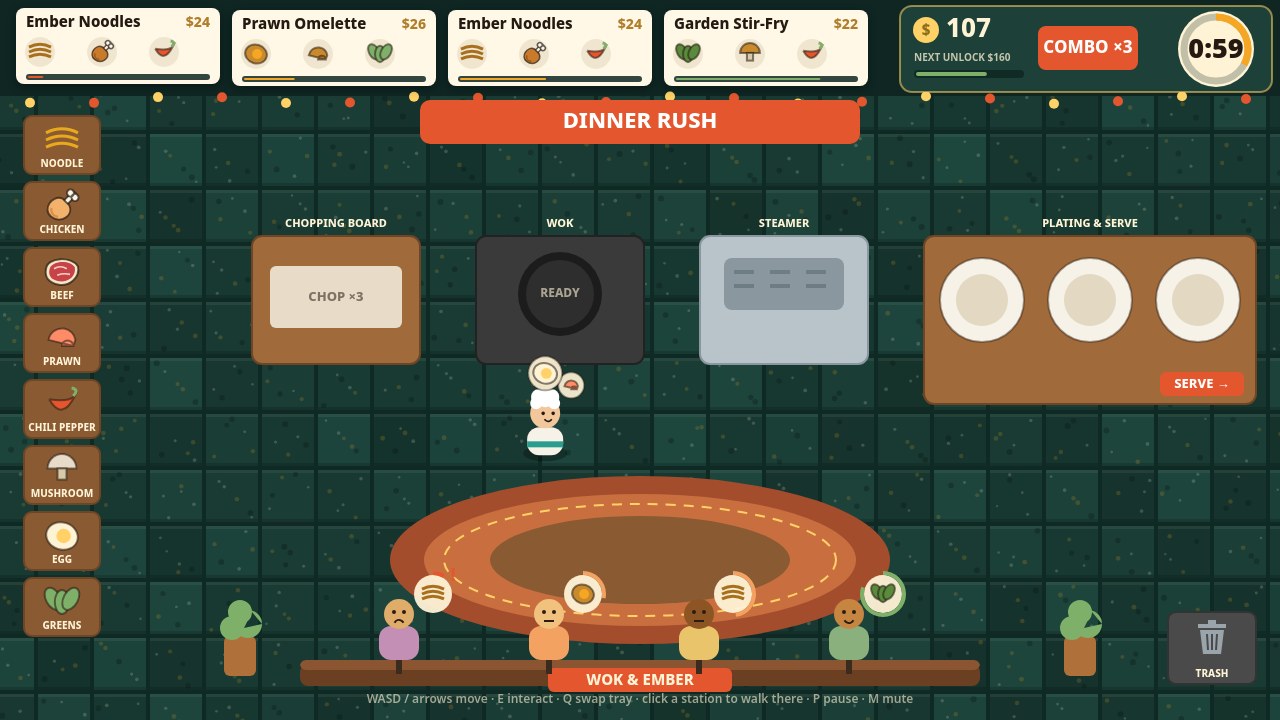 Ember Noodles $24
Prawn Omelette $26
Ember Noodles $24
Garden Stir-Fry $22
$ 107
NEXT UNLOCK $160
COMBO ×3
0:59
DINNER RUSH
NOODLE
CHICKEN
BEEF
PRAWN
CHILI PEPPER
MUSHROOM
EGG
GREENS
CHOPPING BOARD
CHOP ×3
WOK
READY
STEAMER
PLATING & SERVE
SERVE →
TRASH
WOK & EMBER
WASD / arrows move · E interact · Q swap tray · click a station to walk there · P pause · M mute